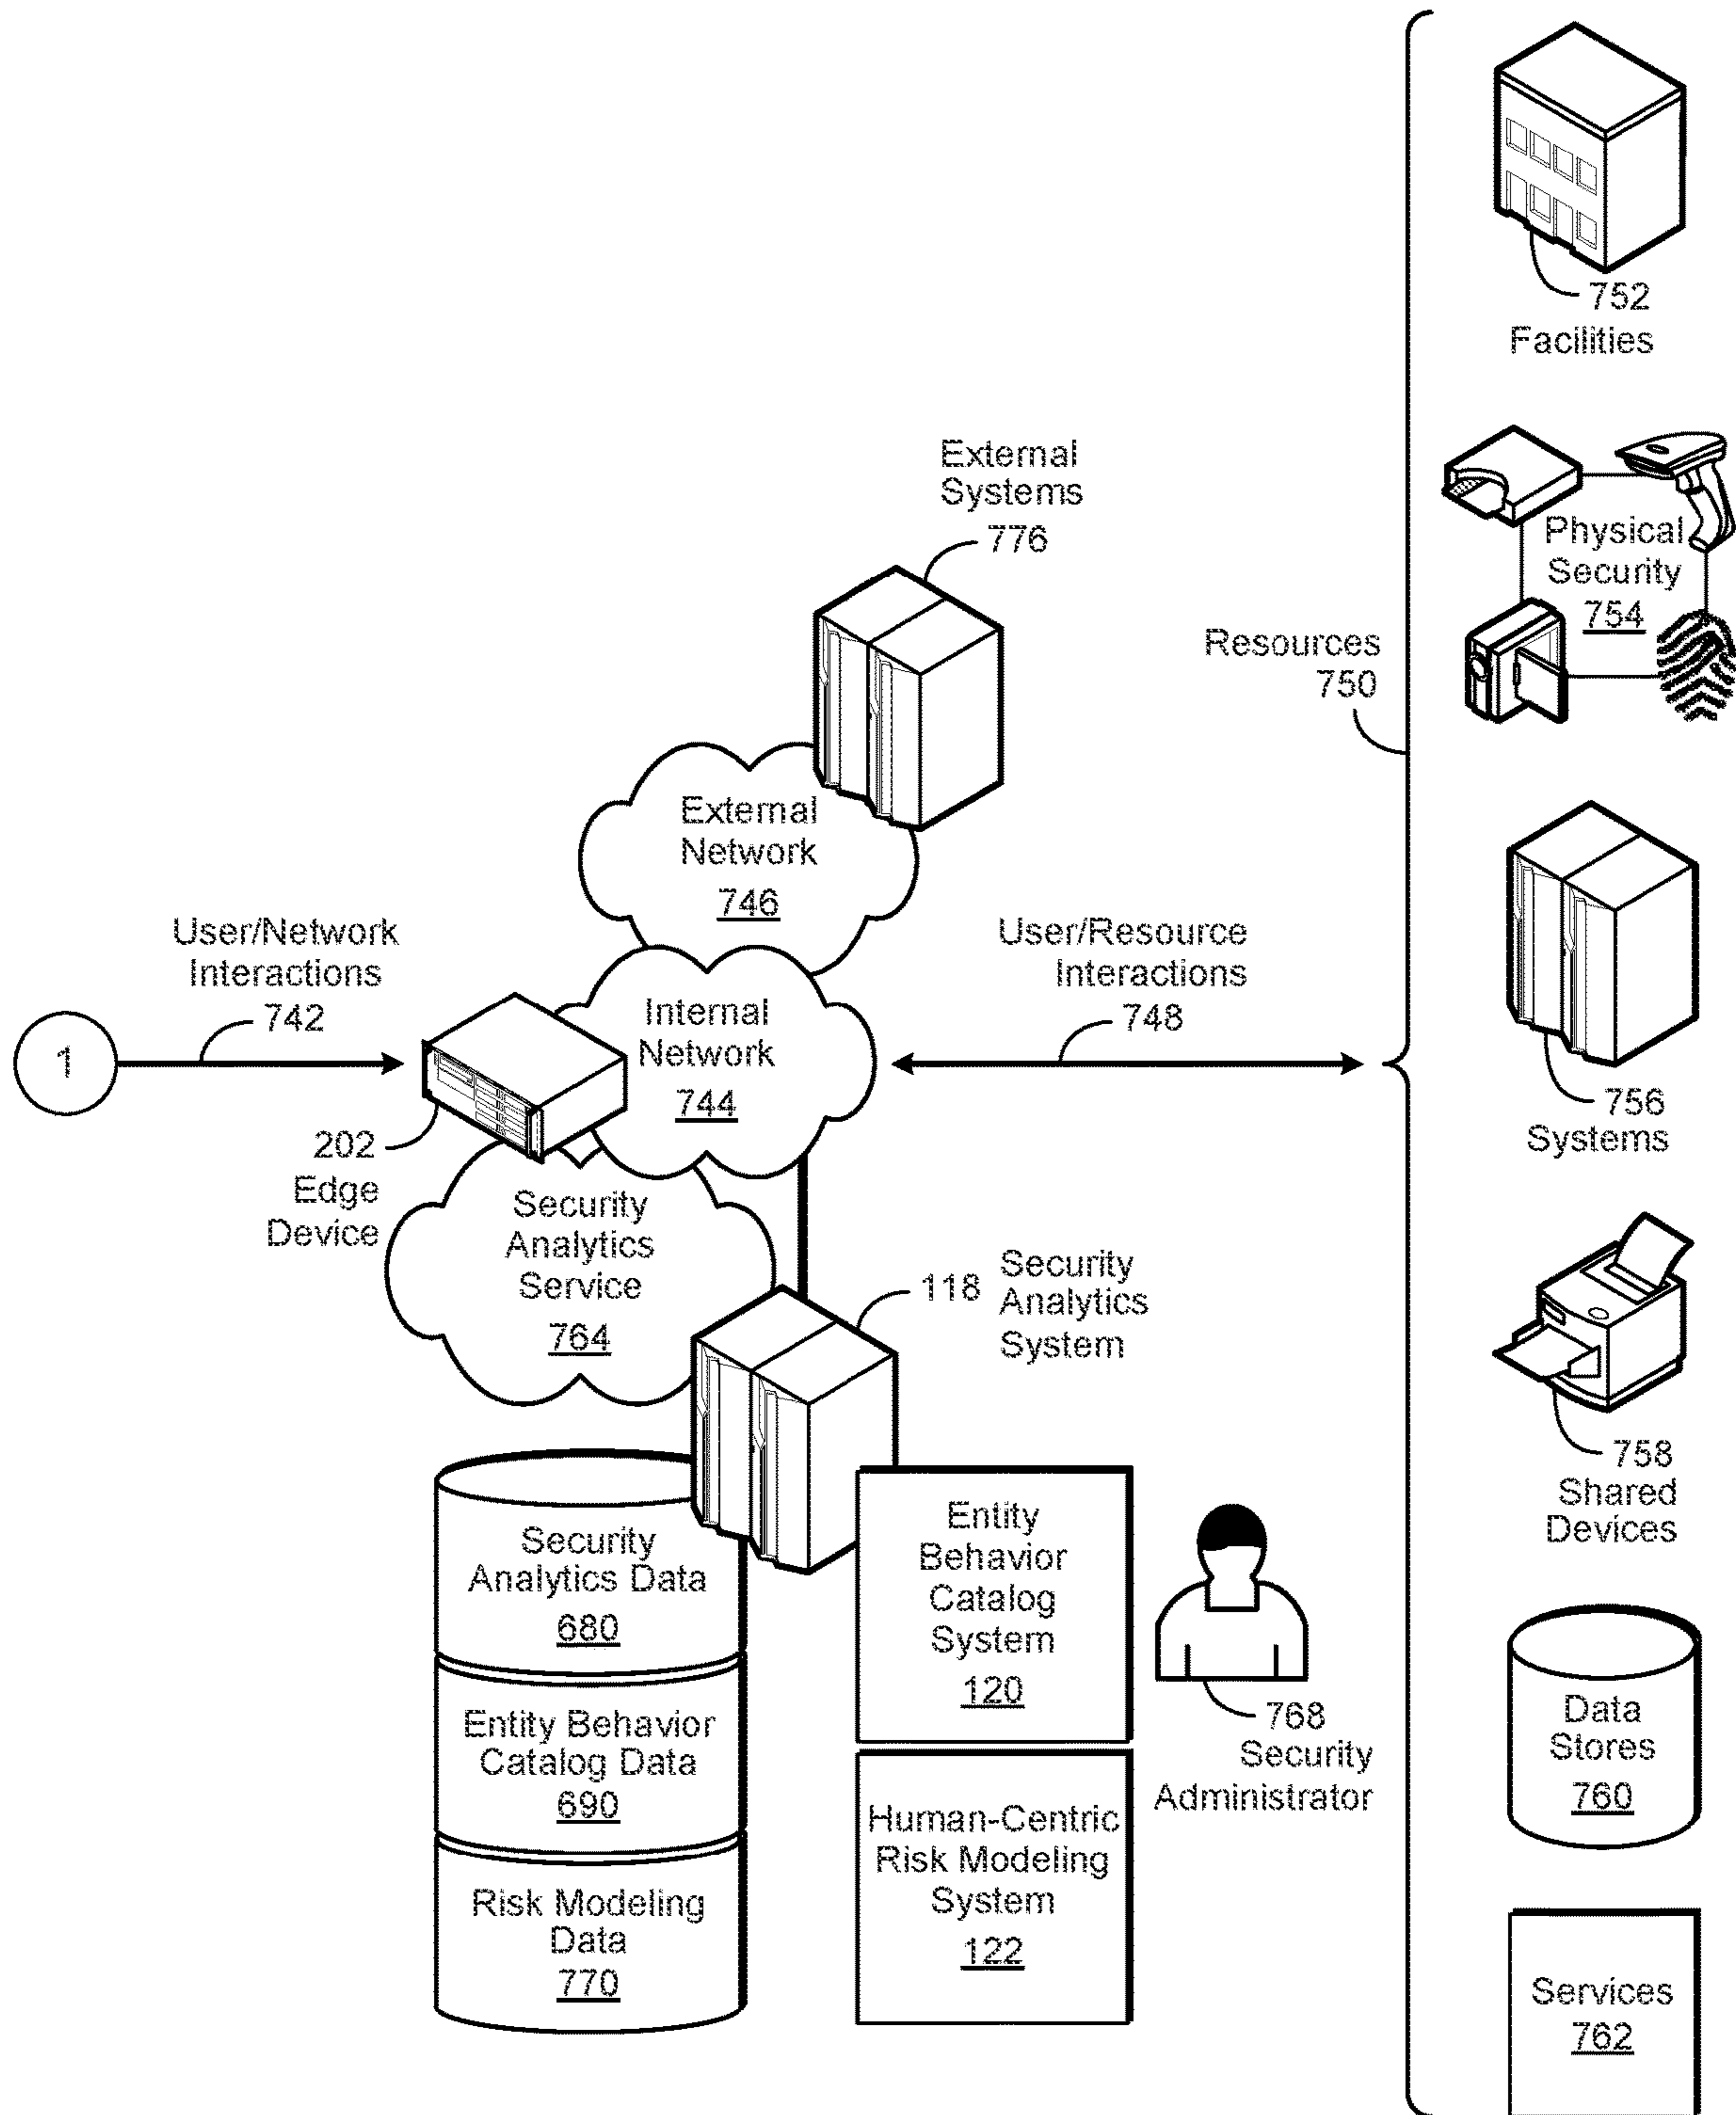 752
Facilities
External
Systems
776
Physical
Security
754
Resources
750
External
Network
746
User/Network
Interactions
742
User/Resource
Interactions
748
1
Internal
Network
744
756
Systems
202
Edge
Device
Security
Analytics
Service
764
118
Security
Analytics
System
758
Shared
Devices
Security
Analytics Data
680
Entity
Behavior
Catalog
System
120
768
Security
Administrator
Entity Behavior
Catalog Data
690
Data
Stores
760
Human-Centric
Risk Modeling
System
122
Risk Modeling
Data
770
Services
762